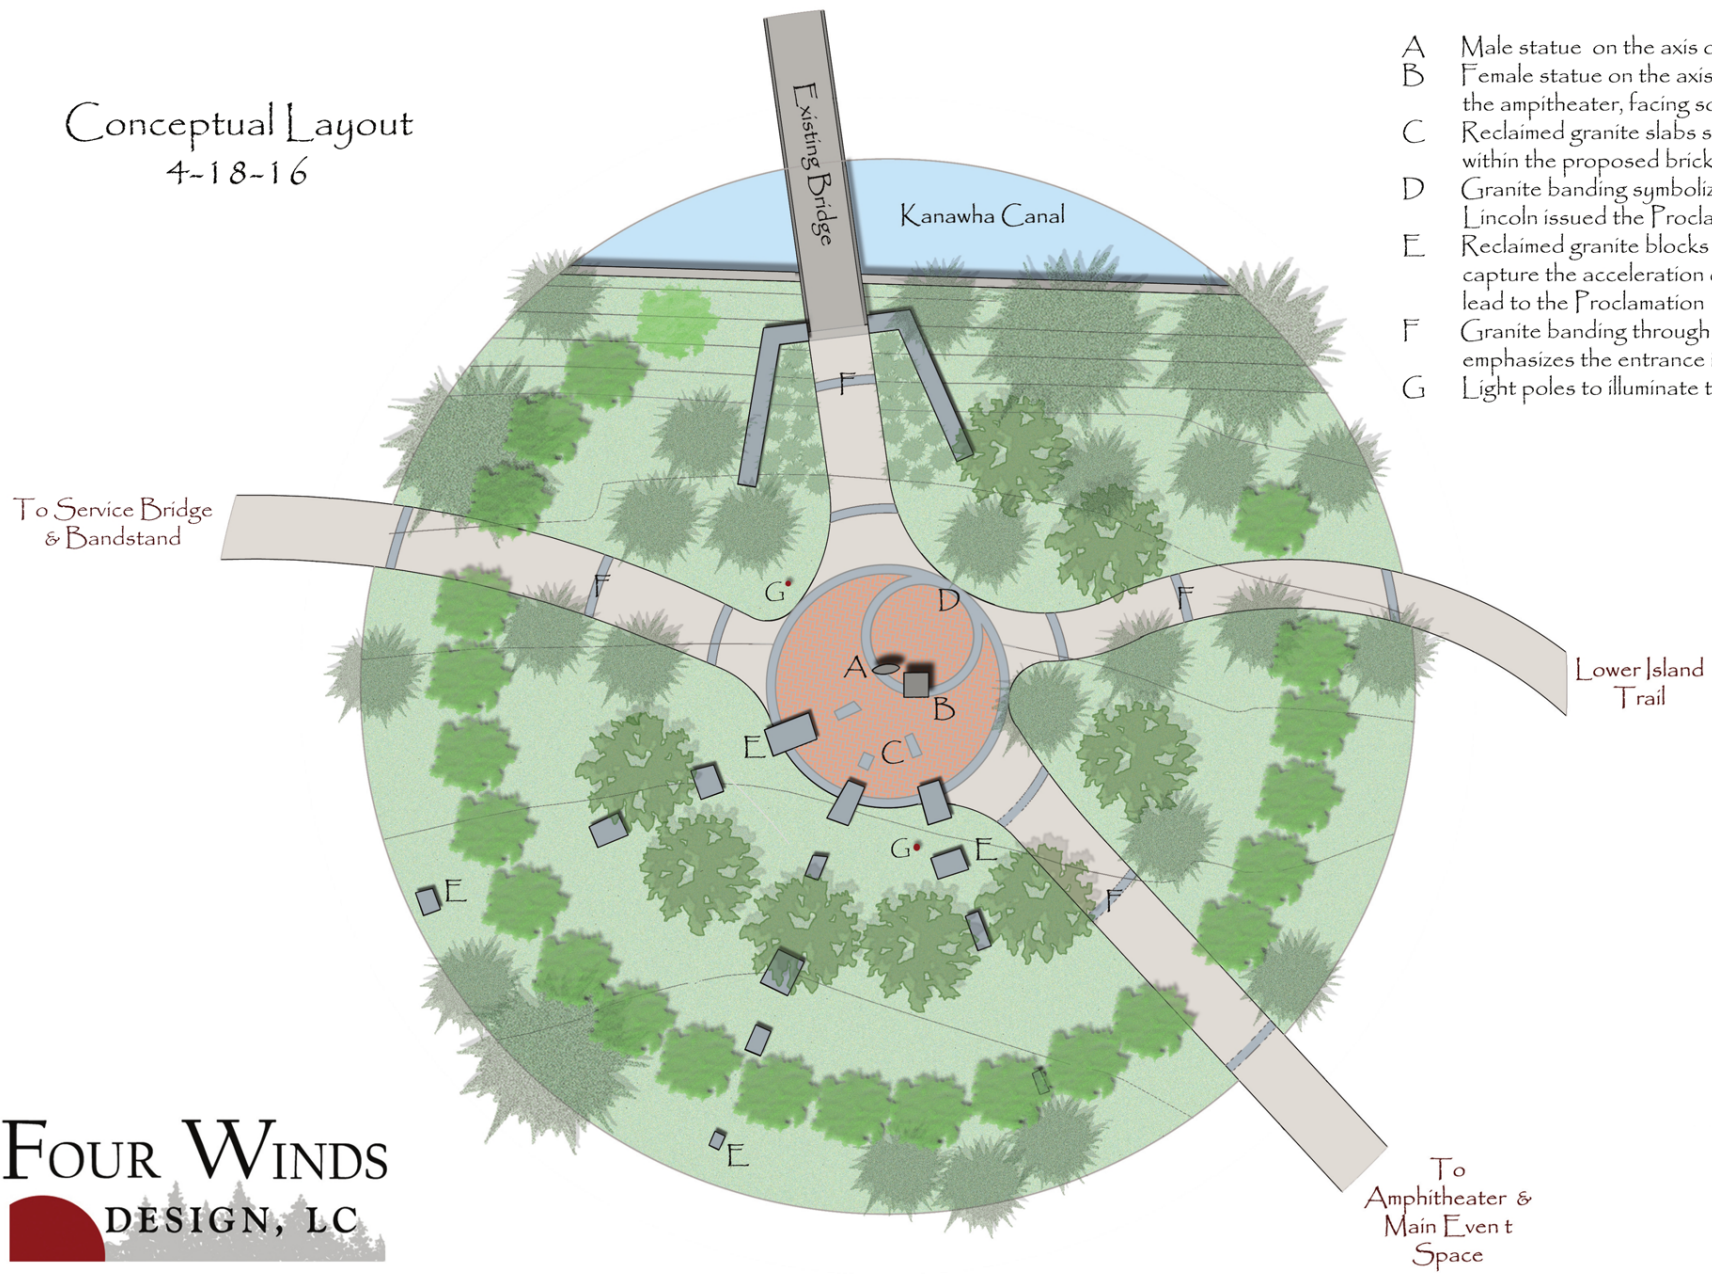 Conceptual Layout
4-18-16
A Male statue on the axis
B Female statue on the axis
the ampitheater, facing
C Reclaimed granite slabs
within the proposed brick
D Granite banding
Lincoln issued the
E Reclaimed granite blocks
capture the acceleration
lead to the Proclamation
F Granite banding through
emphasizes the entrance
G Light poles to illuminate
Existing Bridge
Kanawha Canal
F
To Service Bridge
& Bandstand
F
G
D
F
A
B
Lower Island
Trail
E
C
G
E
E
F
E
To
Amphitheater &
Main Even t
Space
FOUR WINDS
DESIGN, LC